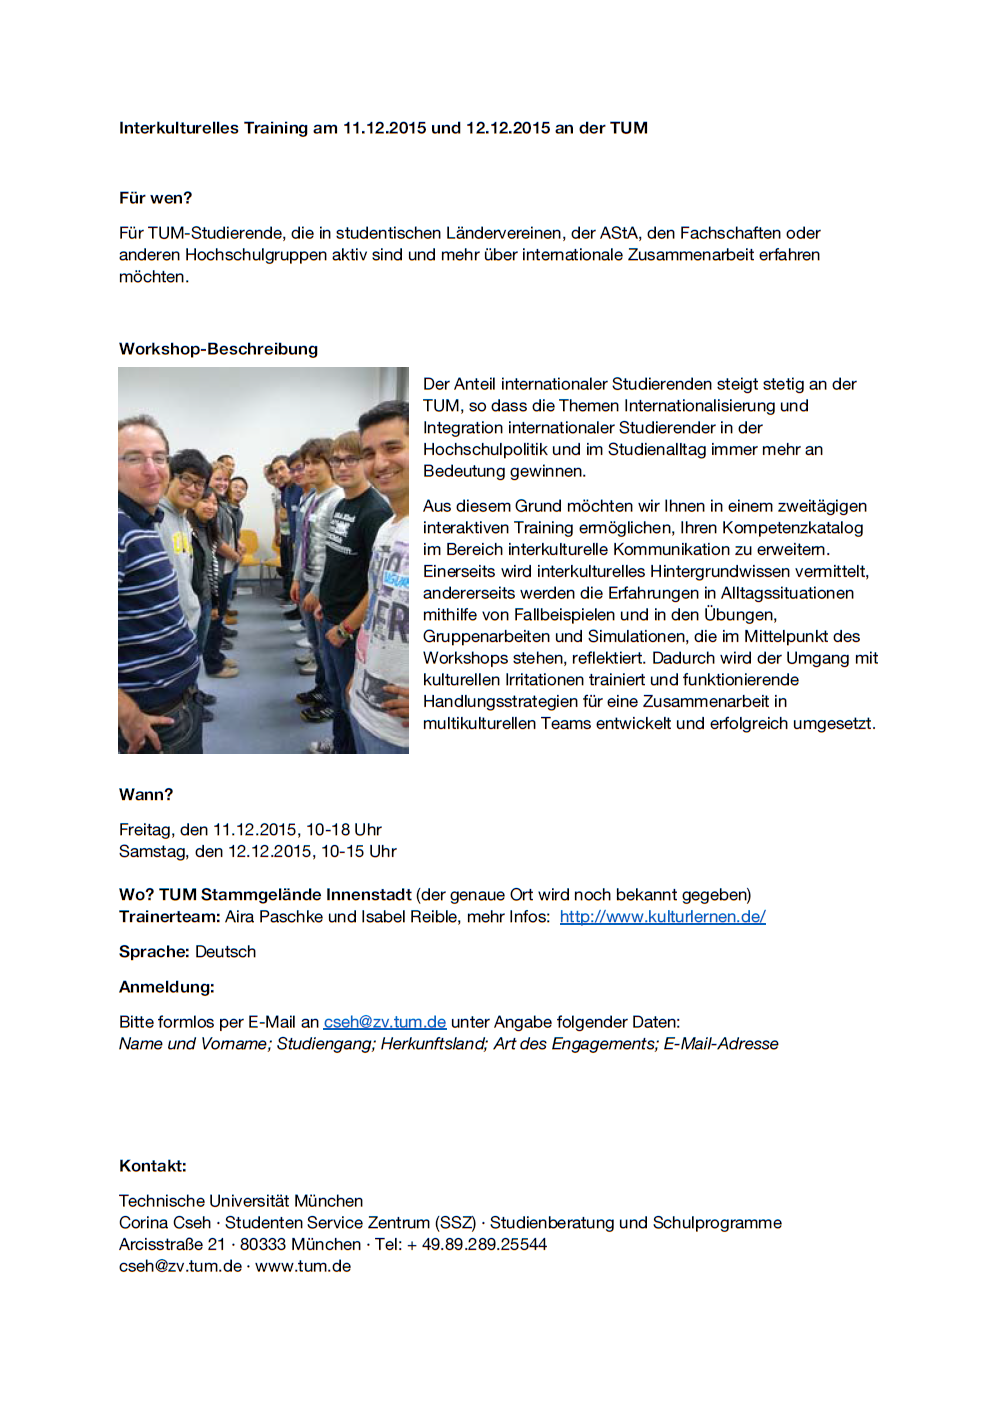 Interkulturelles Training am 11.12.2015 und 12.12.2015 an der TUM
Für wen?
Für TUM-Studierende, die in studentischen Ländervereinen, der AStA, den Fachschaften oder
anderen Hochschulgruppen aktiv sind und mehr über internationale Zusammenarbeit erfahren
möchten.
Workshop-Beschreibung
Der Anteil internationaler Studierenden steigt stetig an der
TUM, so dass die Themen Internationalisierung und
Integration internationaler Studierender in der
Hochschulpolitik und im Studienalltag immer mehr an
Bedeutung gewinnen.
Aus diesem Grund möchten wir Ihnen in einem zweitägigen
interaktiven Training ermöglichen, Ihren Kompetenzkatalog
im Bereich interkulturelle Kommunikation zu erweitern.
Einerseits wird interkulturelles Hintergrundwissen vermittelt,
andererseits werden die Erfahrungen in Alltagssituationen
mithilfe von Fallbeispielen und in den Übungen,
Gruppenarbeiten und Simulationen, die im Mittelpunkt des
Workshops stehen, reflektiert. Dadurch wird der Umgang mit
kulturellen Irritationen trainiert und funktionierende
Handlungsstrategien für eine Zusammenarbeit in
multikulturellen Teams entwickelt und erfolgreich umgesetzt.
Wann?
Freitag, den 11.12.2015, 10-18 Uhr
Samstag, den 12.12.2015, 10-15 Uhr
Wo? TUM Stammgelände Innenstadt (der genaue Ort wird noch bekannt gegeben)
Trainerteam: Aira Paschke und Isabel Reible, mehr Infos: http://www.kulturlernen.de/
Sprache: Deutsch
Anmeldung:
Bitte formlos per E-Mail an cseh@zv.tum.de unter Angabe folgender Daten:
Name und Vorname; Studiengang; Herkunftsland; Art des Engagements; E-Mail-Adresse
Kontakt:
Technische Universität München
Corina Cseh · Studenten Service Zentrum (SSZ) · Studienberatung und Schulprogramme
Arcisstraße 21 · 80333 München · Tel: + 49.89.289.25544
cseh@zv.tum.de · www.tum.de